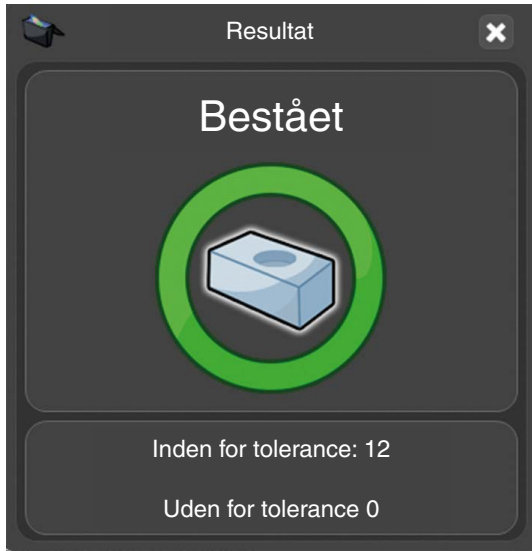 Resultat
Bestået
Inden for tolerance: 12
Uden for tolerance 0